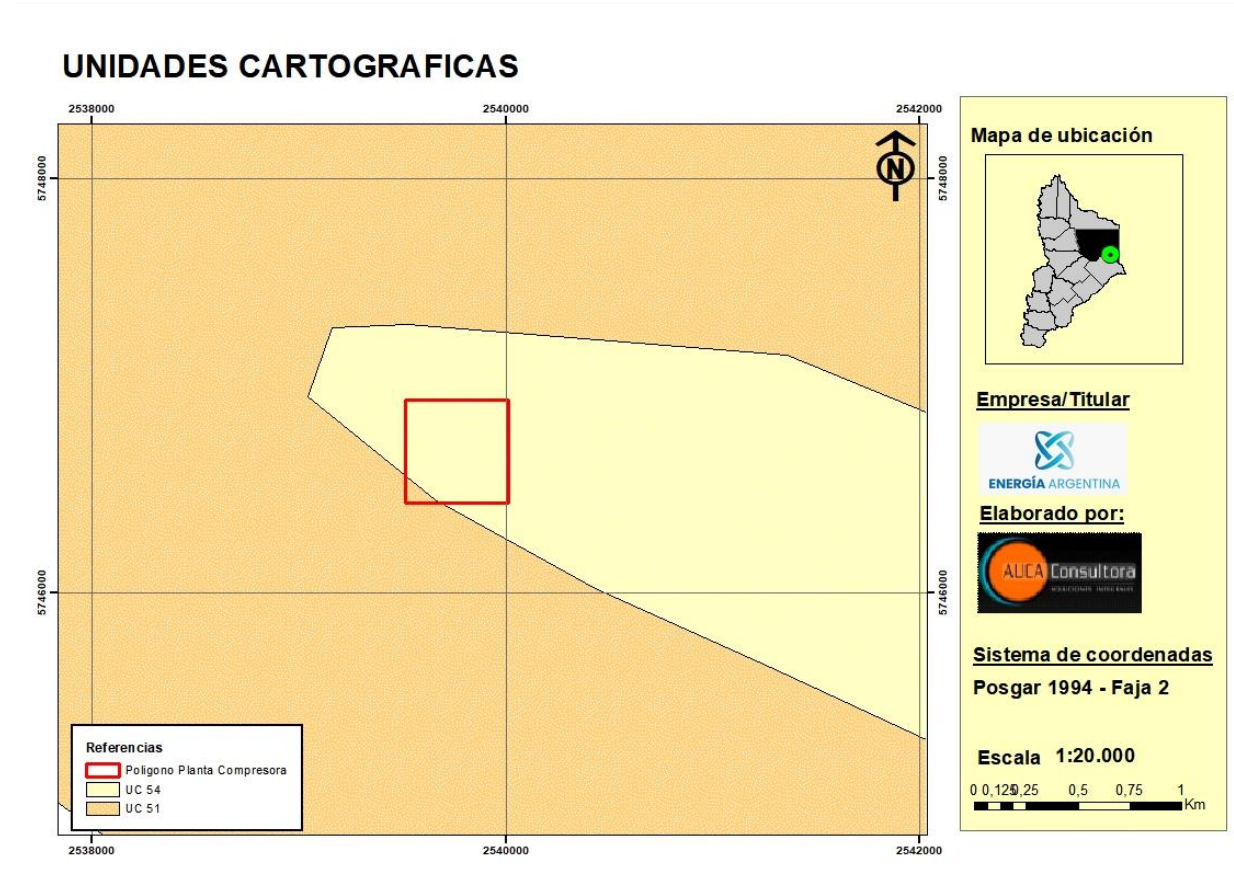 UNIDADES CARTOGRAFICAS
2538000
2540000
2542000
5748000
5748000
N
5746000
5746000
Referencias
Poligono Planta Compresora
UC 54
UC 51
2538000
2540000
2542000
Mapa de ubicación
Empresa/Titular
ENERGÍA ARGENTINA
Elaborado por:
AUCA Consultora
SOLUCIONES INTEGRALES
Sistema de coordenadas
Posgar 1994 - Faja 2
Escala 1:20.000
0 0,125 0,25 0,5 0,75 1
Km